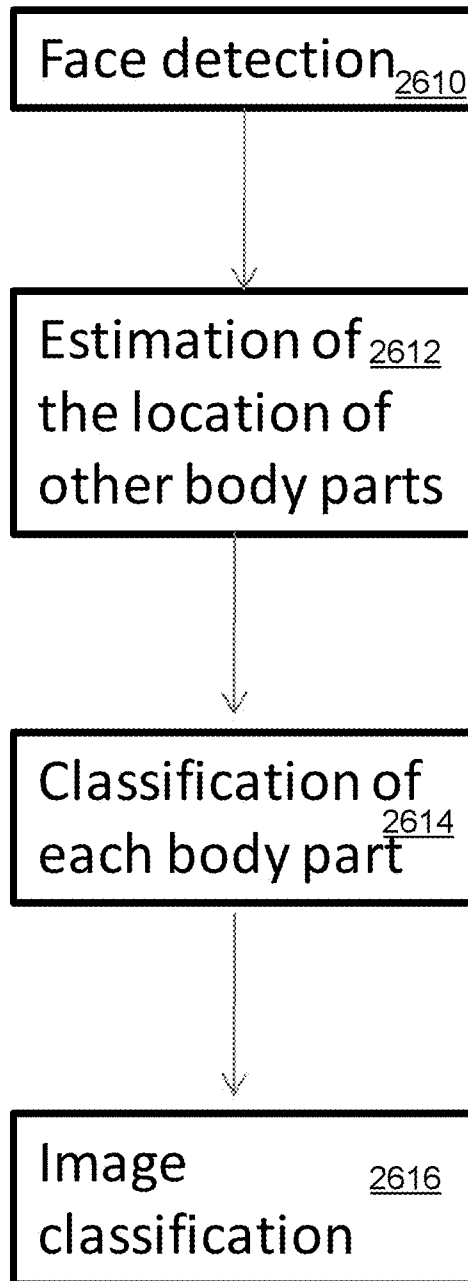 Face detection 2610
Estimation of 2612
the location of
other body parts
Classification of
each body part 2614
Image 2616
classification